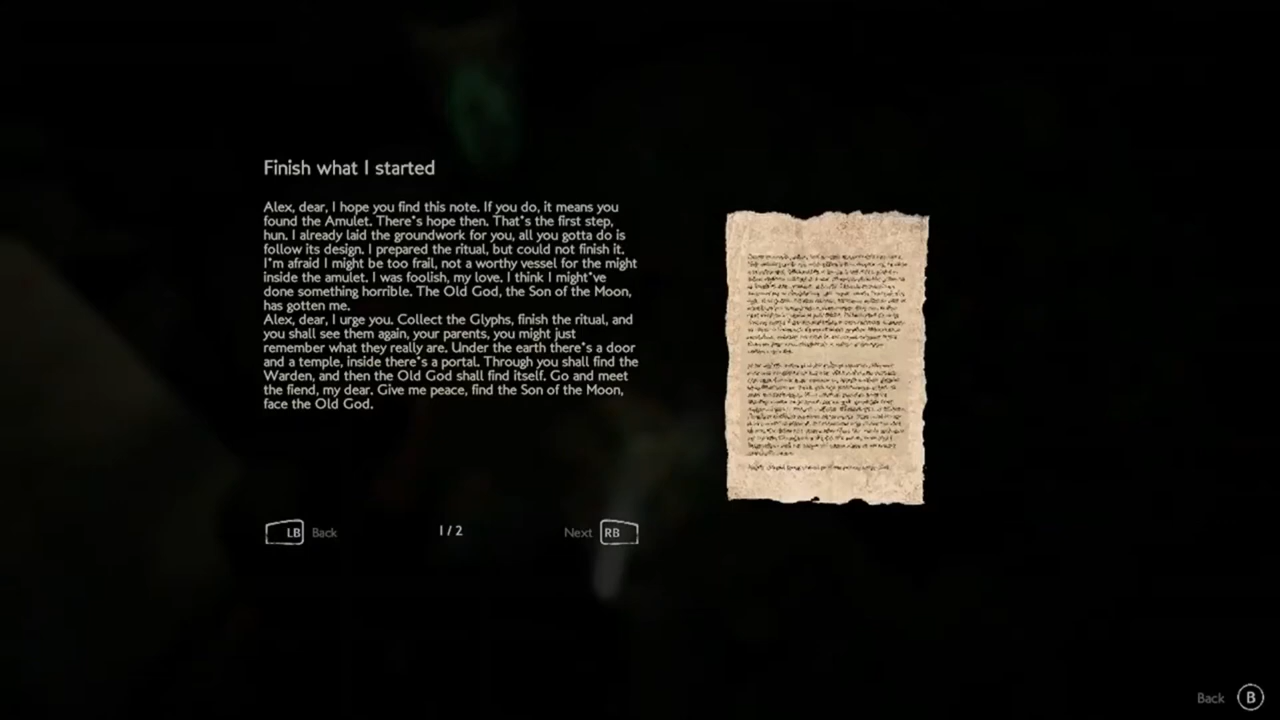 Finish what I started
Alex, dear, I hope you find this note. If you do, it means you
found the Amulet. There's hope then. That's the first step,
hun. I already laid the groundwork for you, all you gotta do is
follow its design. I prepared the ritual, but could not finish it.
I'm afraid I might be too frail, not a worthy vessel for the might
inside the amulet. I was foolish, my love. I think I might've
done something horrible. The Old God, the Son of the Moon,
has gotten me.
Alex, dear, I urge you. Collect the Glyphs, finish the ritual, and
you shall see them again, your parents, you might just
remember what they really are. Under the earth there's a door
and a temple, inside there's a portal. Through you shall find the
Warden, and then the Old God shall find itself. Go and meet
the fiend, my dear. Give me peace, find the Son of the Moon,
face the Old God.
LB Back 1/2 Next RB
Back B